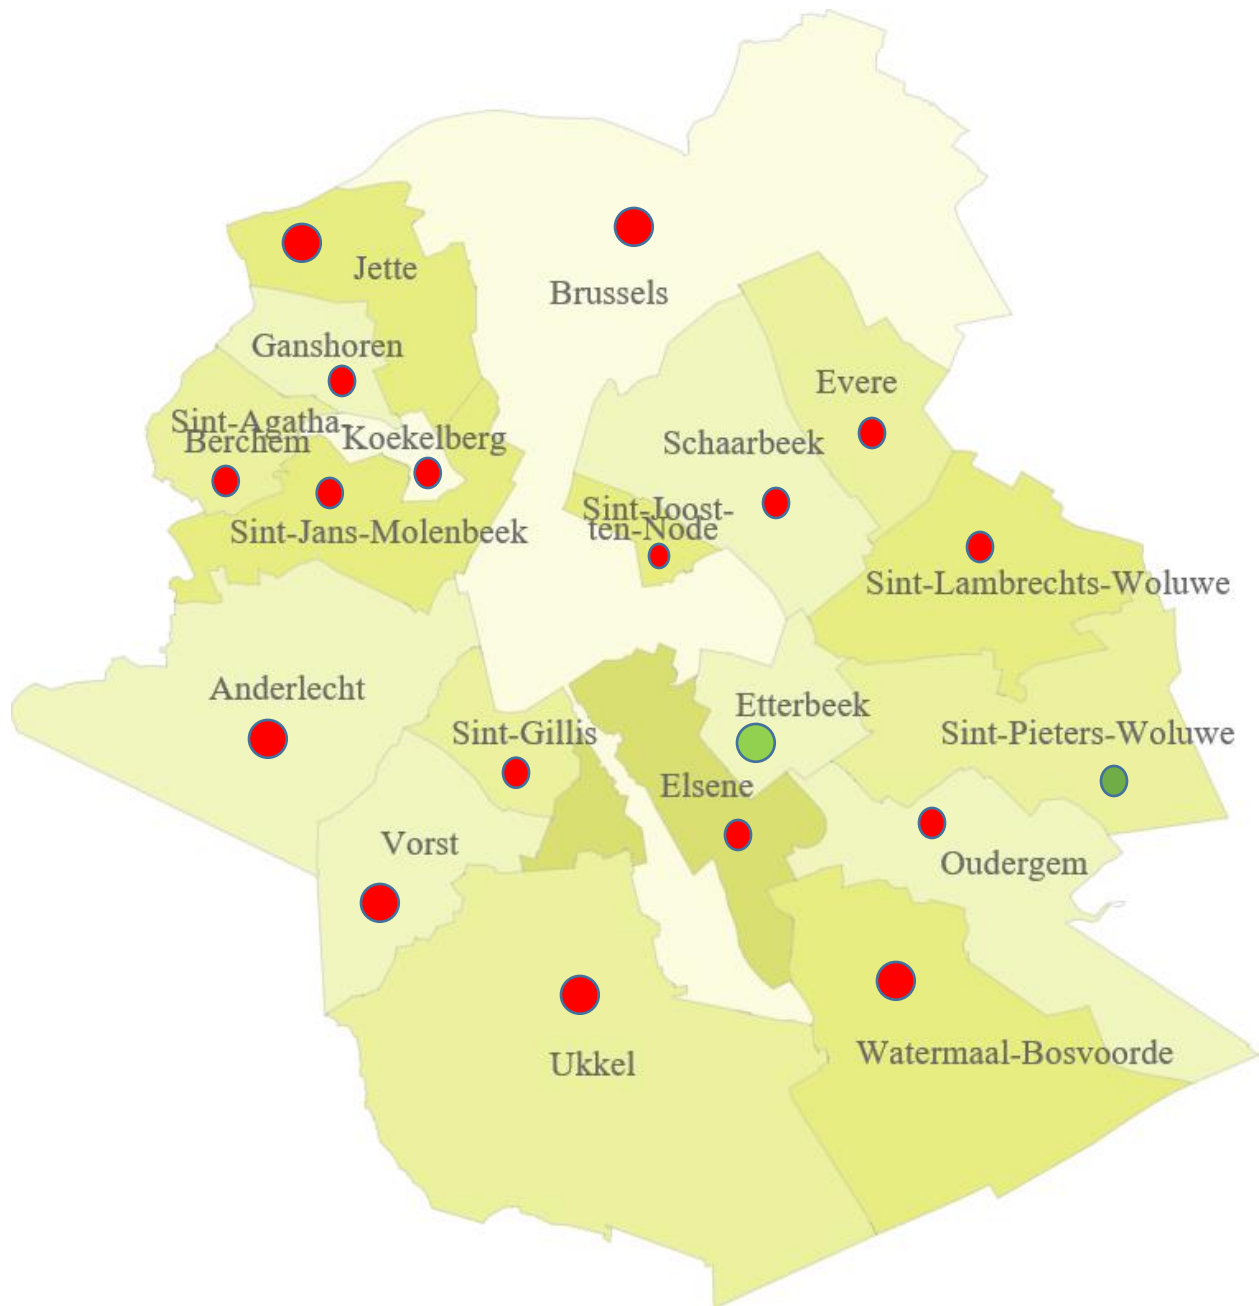 Jette
Brussels
Ganshoren
Evere
Sint-Agatha-
Berchem
Koekelberg
Schaarbeek
Sint-Joost-
ten-Node
Sint-Jans-Molenbeek
Sint-Lambrechts-Woluwe
Anderlecht
Etterbeek
Sint-Gillis
Sint-Pieters-Woluwe
Elsene
Vorst
Oudergem
Watermaal-Bosvoorde
Ukkel